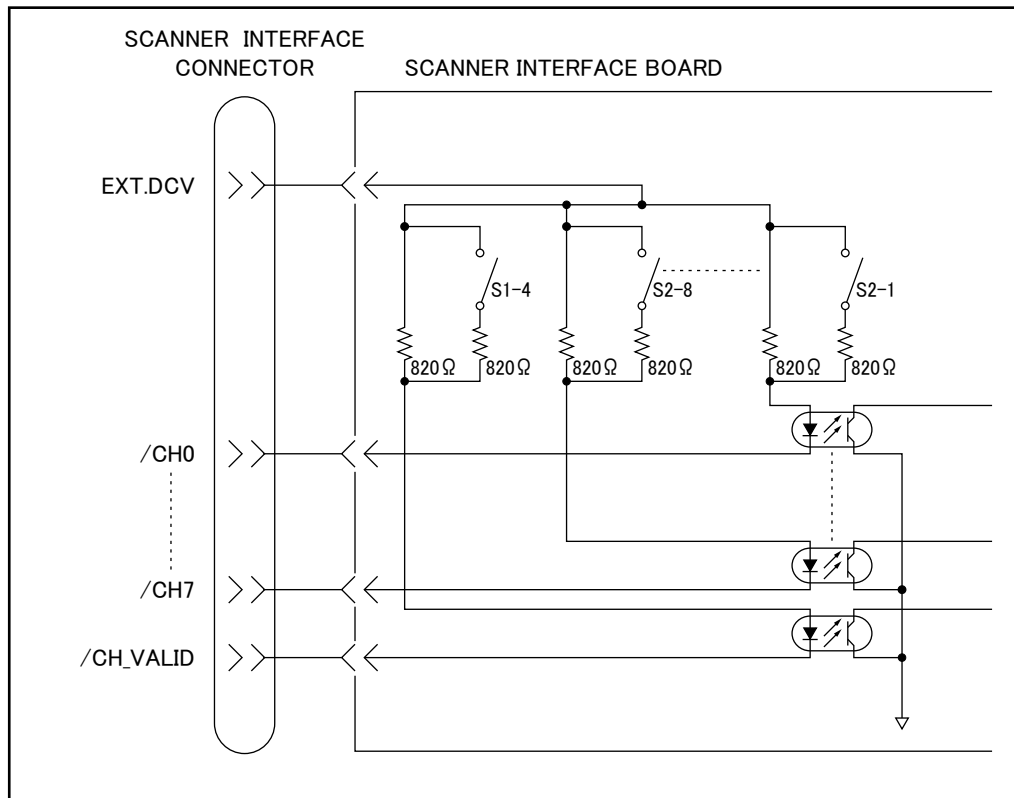 SCANNER INTERFACE
CONNECTOR
SCANNER INTERFACE BOARD
EXT.DCV
S1-4
S2-8
S2-1
820Ω
820Ω
820Ω
820Ω
820Ω
820Ω
/CH0
/CH7
/CH_VALID